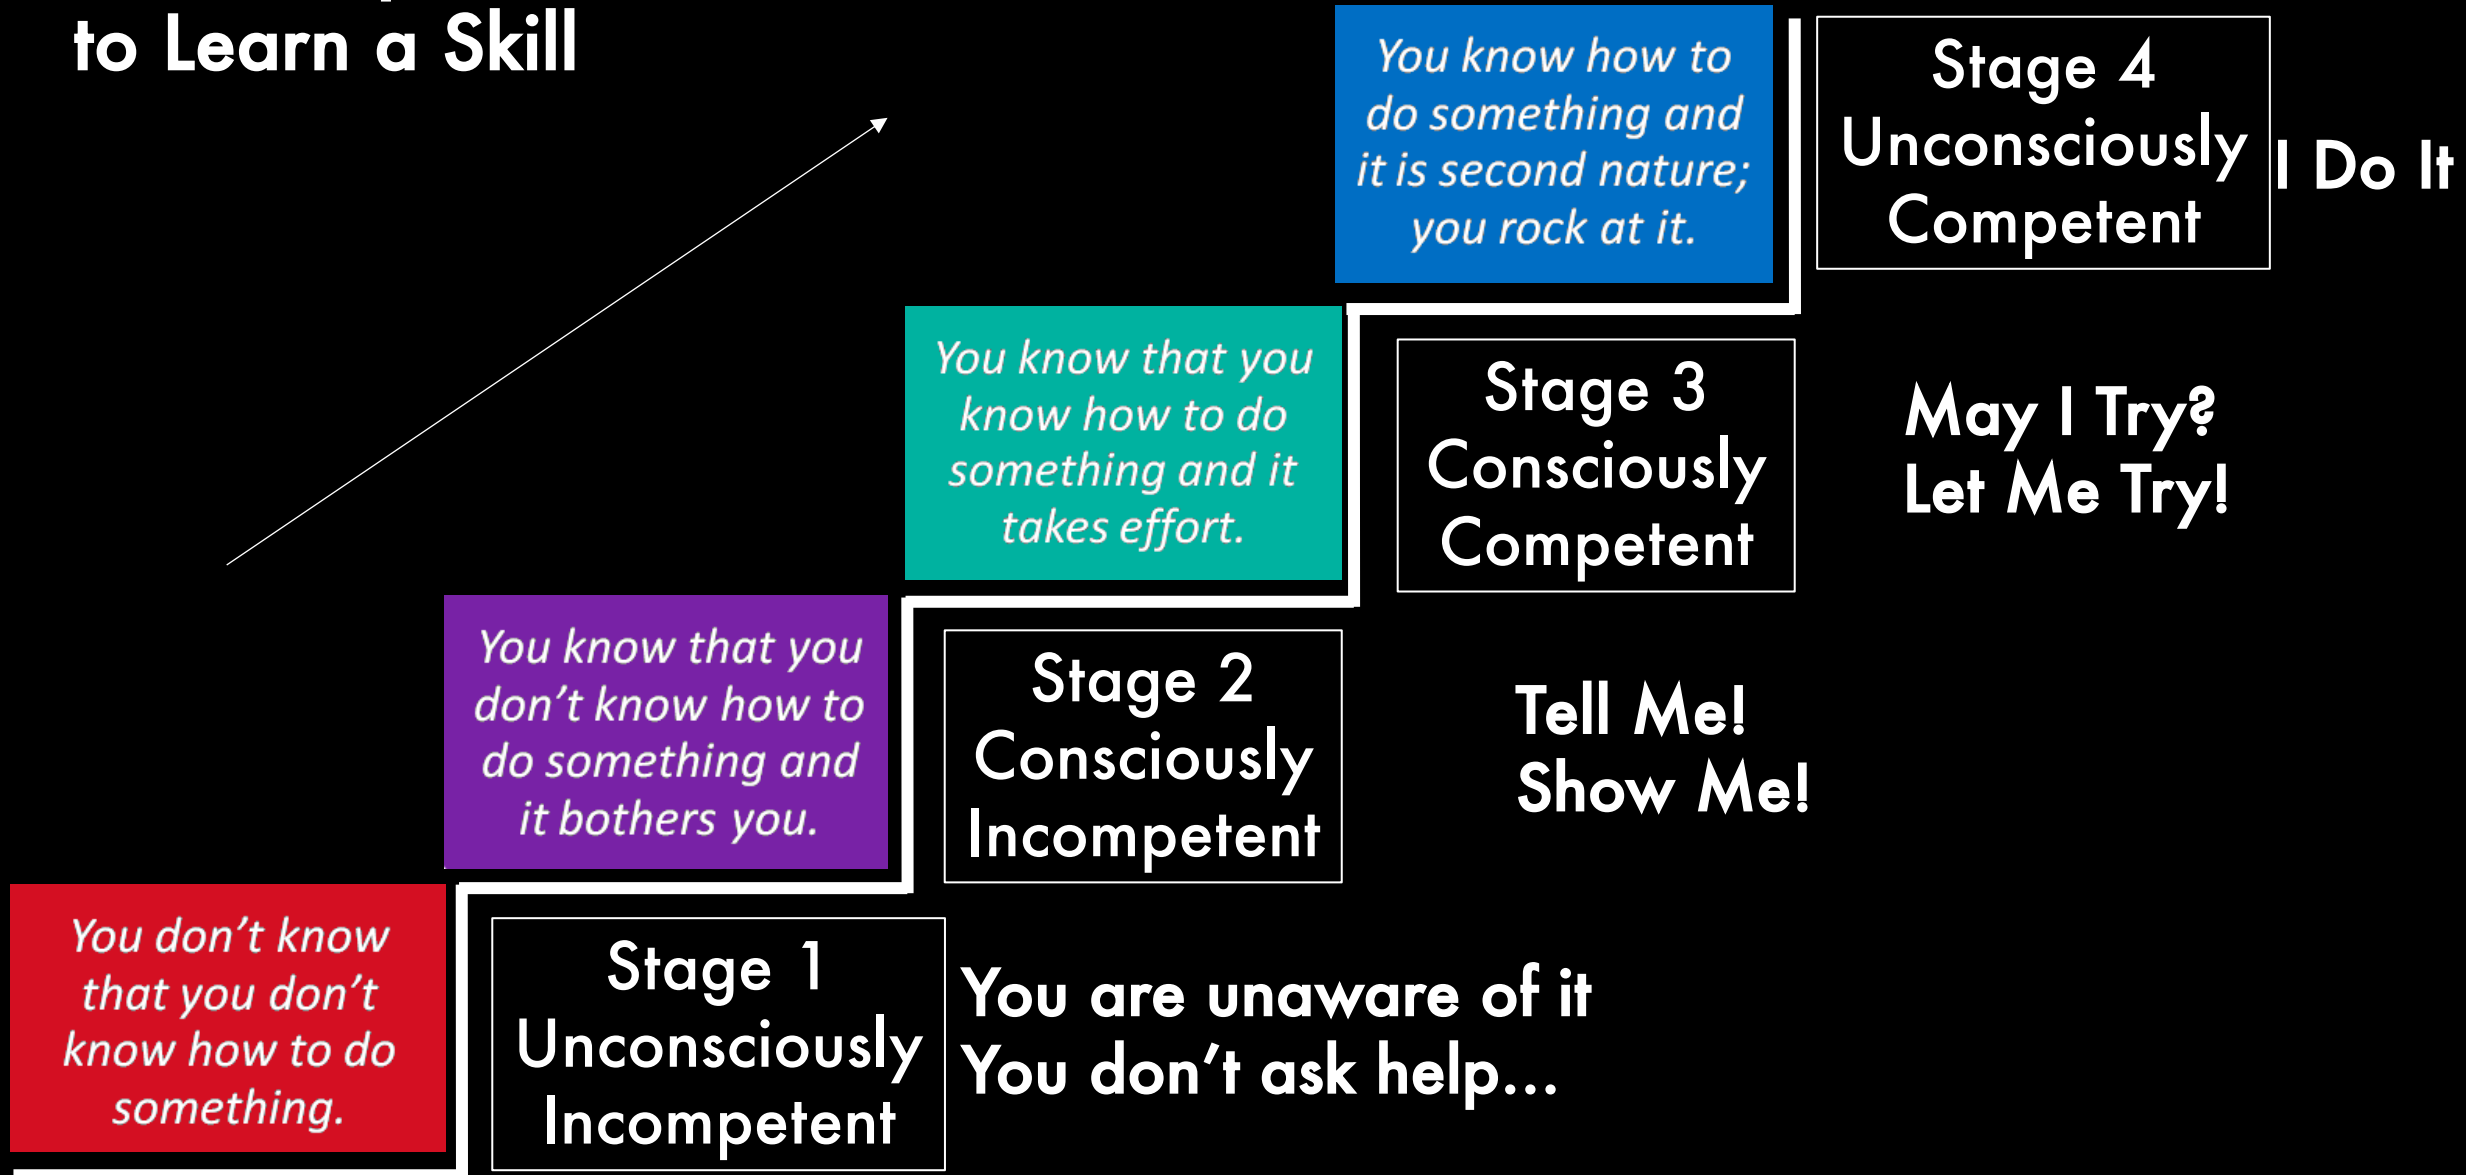 to Learn a Skill
You know how to
do something and
it is second nature;
you rock at it.
Stage 4
Unconsciously
Competent
I Do It
You know that you
know how to do
something and it
takes effort.
Stage 3
Consciously
Competent
May I Try?
Let Me Try!
You know that you
don’t know how to
do something and
it bothers you.
Stage 2
Consciously
Incompetent
Tell Me!
Show Me!
You don’t know
that you don’t
know how to do
something.
Stage 1
Unconsciously
Incompetent
You are unaware of it
You don’t ask help...